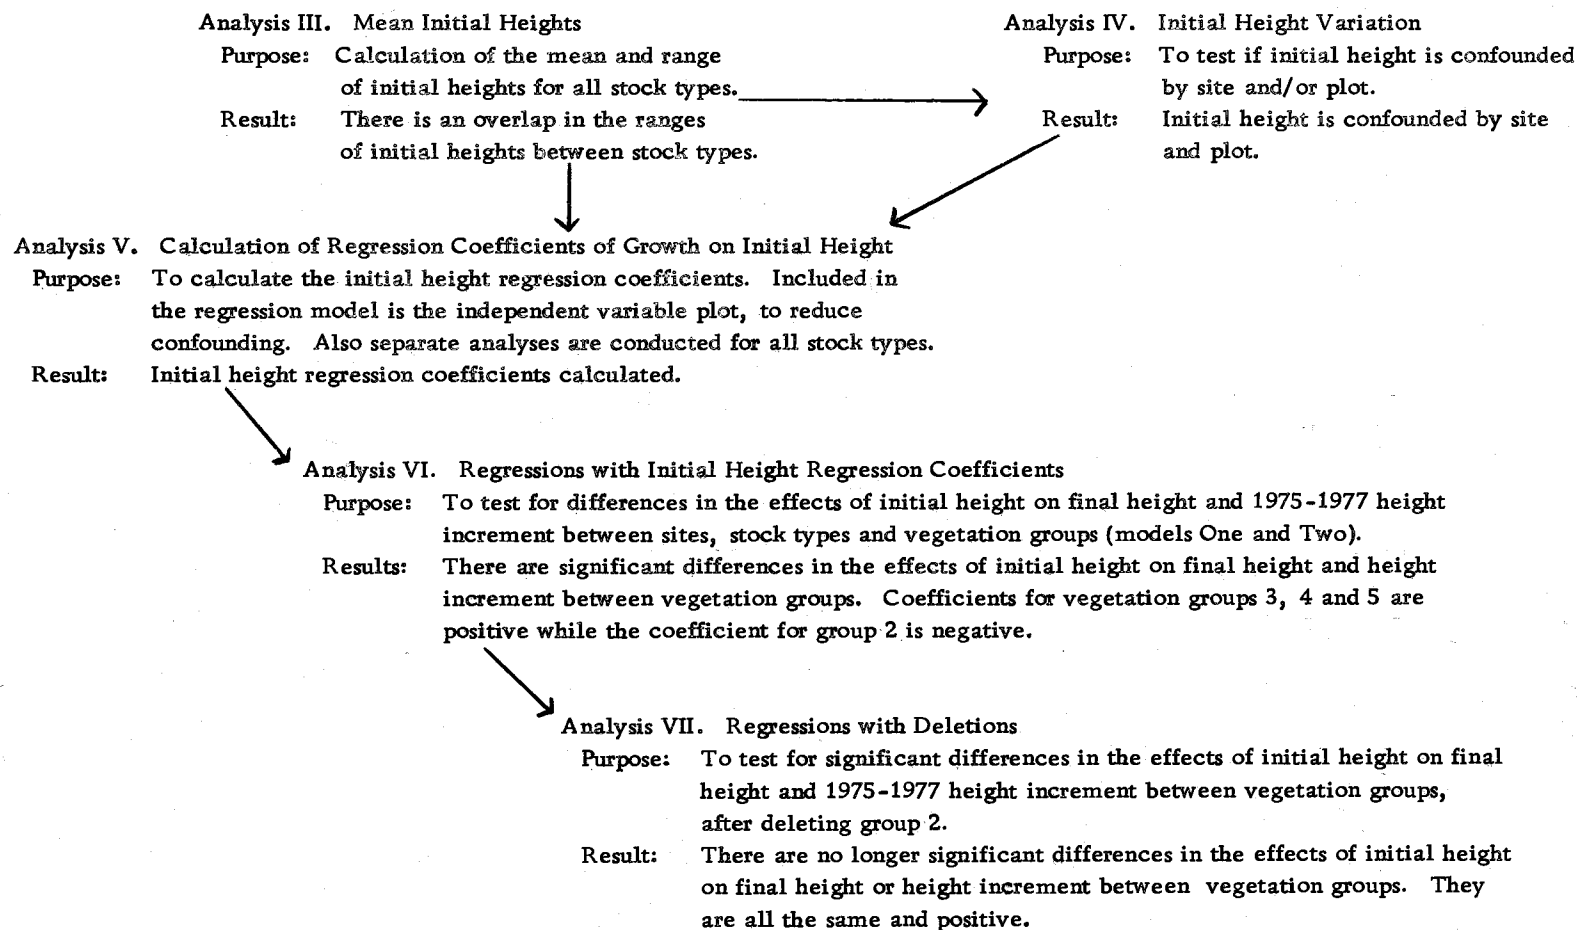 Analysis III. Mean Initial Heights
Purpose: Calculation of the mean and range
of initial heights for all stock types.
Result: There is an overlap in the ranges
of initial heights between stock types.
Analysis IV. Initial Height Variation
Purpose: To test if initial height is confounded
by site and/or plot.
Result: Initial height is confounded by site
and plot.
Analysis V. Calculation of Regression Coefficients of Growth on Initial Height
Purpose: To calculate the initial height regression coefficients. Included in
the regression model is the independent variable plot, to reduce
confounding. Also separate analyses are conducted for all stock types.
Result: Initial height regression coefficients calculated.
Analysis VI. Regressions with Initial Height Regression Coefficients
Purpose: To test for differences in the effects of initial height on final height and 1975-1977 height
increment between sites, stock types and vegetation groups (models One and Two).
Results: There are significant differences in the effects of initial height on final height and height
increment between vegetation groups. Coefficients for vegetation groups 3, 4 and 5 are
positive while the coefficient for group 2 is negative.
Analysis VII. Regressions with Deletions
Purpose: To test for significant differences in the effects of initial height on final
height and 1975-1977 height increment between vegetation groups,
after deleting group 2.
Result: There are no longer significant differences in the effects of initial height
on final height or height increment between vegetation groups. They
are all the same and positive.